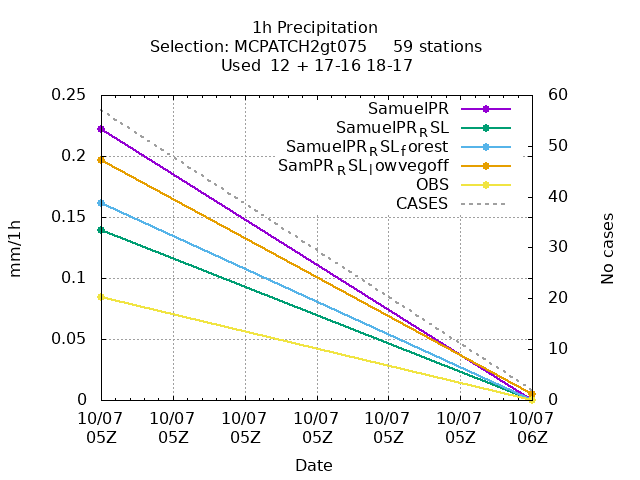 1h Precipitation
Selection: MCPATCH2gt075 59 stations
Used 12 + 17-16 18-17
SamuelPR
SamuelPR_RSL
SamuelPR_RSL_forest
SamPR_RSL_lowvegoff
OBS
CASES
0.25
0.2
0.15
0.1
0.05
0
mm/1h
60
50
40
30
20
10
0
No cases
10/07 10/07 10/07 10/07 10/07 10/07 10/07
05Z 05Z 05Z 05Z 05Z 05Z 06Z
Date